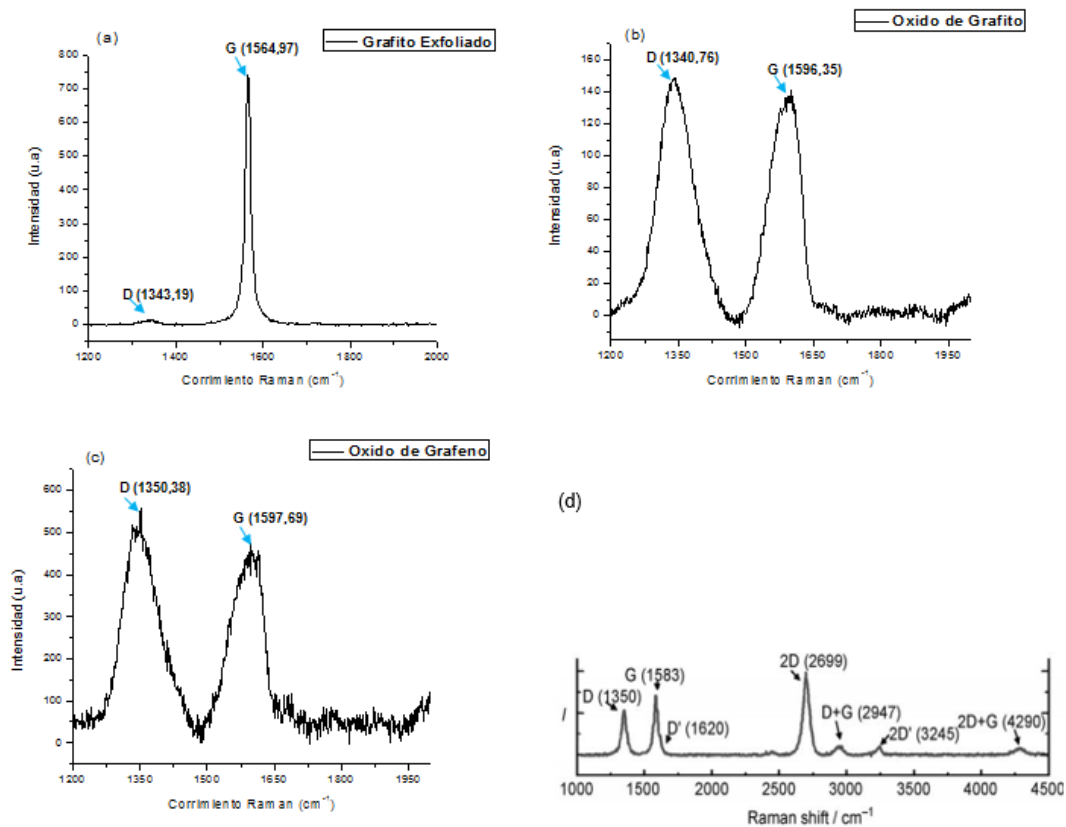 (a)
Grafito Exfoliado
G (1564,97)
D (1343,19)
800
700
600
500
400
300
200
100
0
Intensidad (u.a)
1200
1400
1600
1800
2000
Corrimiento Raman (cm⁻¹)
(b)
Oxido de Grafito
D (1340,76)
G (1596,35)
160
140
120
100
80
60
40
20
0
Intensidad (u.a)
1200
1350
1500
1650
1800
1950
Corrimiento Raman (cm⁻¹)
(c)
Oxido de Grafeno
D (1350,38)
G (1597,69)
600
500
400
300
200
100
0
Intensidad (u.a)
1200
1350
1500
1650
1800
1950
Corrimiento Raman (cm⁻¹)
(d)
2D (2699)
G (1583)
D (1350)
D' (1620)
D+G (2947)
2D' (3245)
2D+G (4290)
I
1000
1500
2000
2500
3000
3500
4000
4500
Raman shift / cm⁻¹